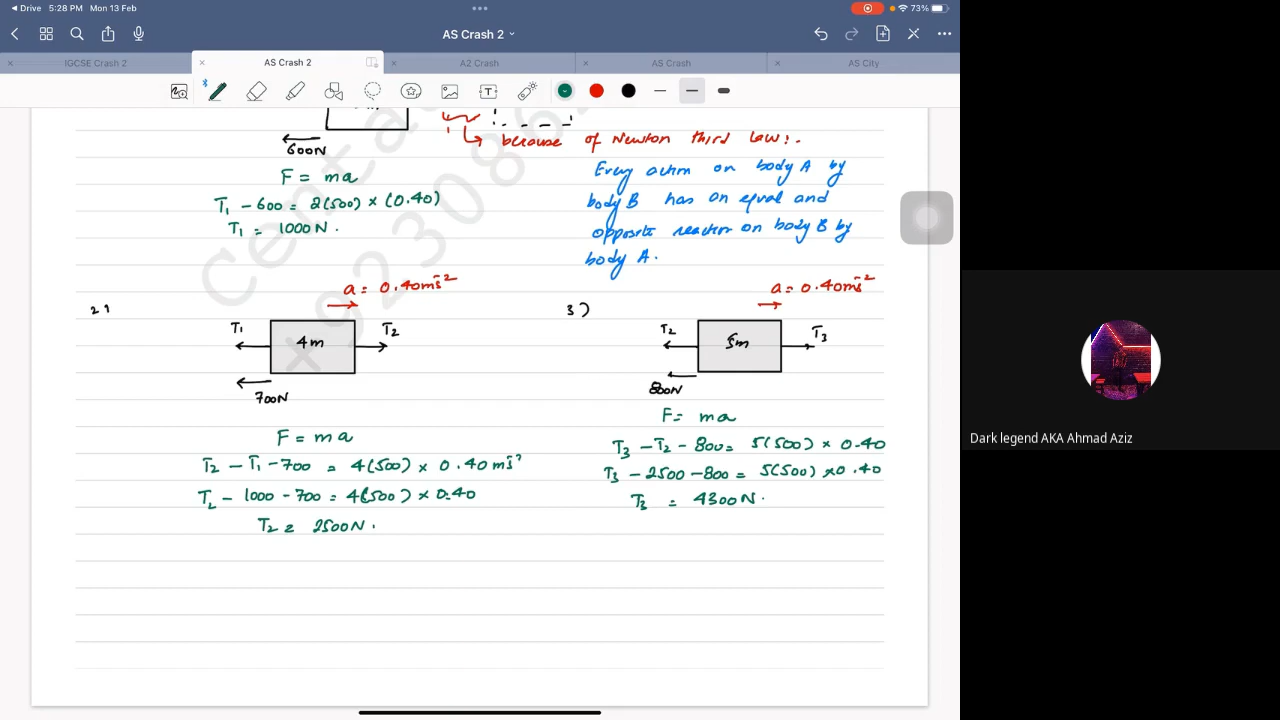 Drive 5:28 PM Mon 13 Feb
73%
AS Crash 2
IGCSE Crash 2
AS Crash 2
A2 Crash
AS Crash
AS City
600N
because of Newton third law:.
F = ma
T1 - 600 = 2(500) × (0.40)
T1 = 1000N.
Every action on body A by
body B has an equal and
opposite reaction on body B by
body A.
a = 0.40ms-2
2)
T1
4m
T2
700N
F = ma
T2 - T1 - 700 = 4(500) × 0.40ms²
T2 - 1000 - 700 = 4(500) × 0.40
T2 = 2500N.
a = 0.40ms-2
3)
T2
5m
T3
800N
F = ma
T3 - T2 - 800 = 5(500) × 0.40
T3 - 2500 - 800 = 5(500) × 0.40
T3 = 4300N.
Dark legend AKA Ahmad Aziz